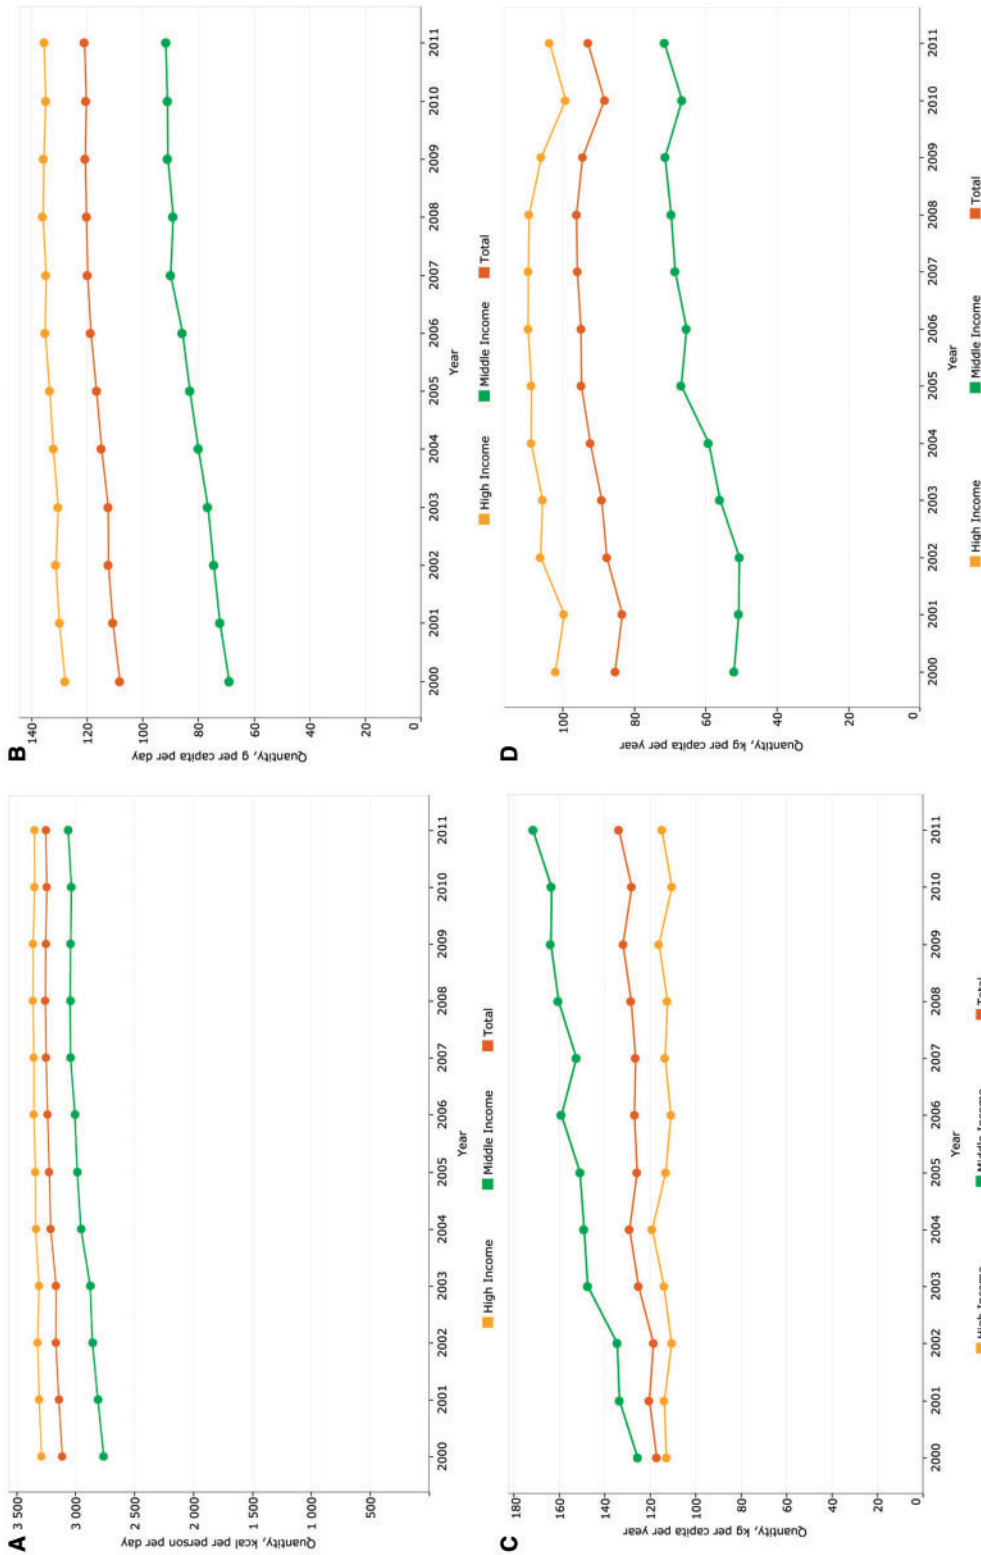 A
Quantity, kcal per person per day
3 500
3 000
2 500
2 000
1 500
1 000
500
2000 2001 2002 2003 2004 2005 2006 2007 2008 2009 2010 2011
Year
High Income Middle Income Total
B
Quantity, g per capita per day
140
120
100
80
60
40
20
0
2000 2001 2002 2003 2004 2005 2006 2007 2008 2009 2010 2011
Year
High Income Middle Income Total
C
Quantity, kg per capita per year
180
160
140
120
100
80
60
40
20
0
2000 2001 2002 2003 2004 2005 2006 2007 2008 2009 2010 2011
Year
High Income Middle Income Total
D
Quantity, kg per capita per year
100
80
60
40
20
0
2000 2001 2002 2003 2004 2005 2006 2007 2008 2009 2010 2011
Year
High Income Middle Income Total